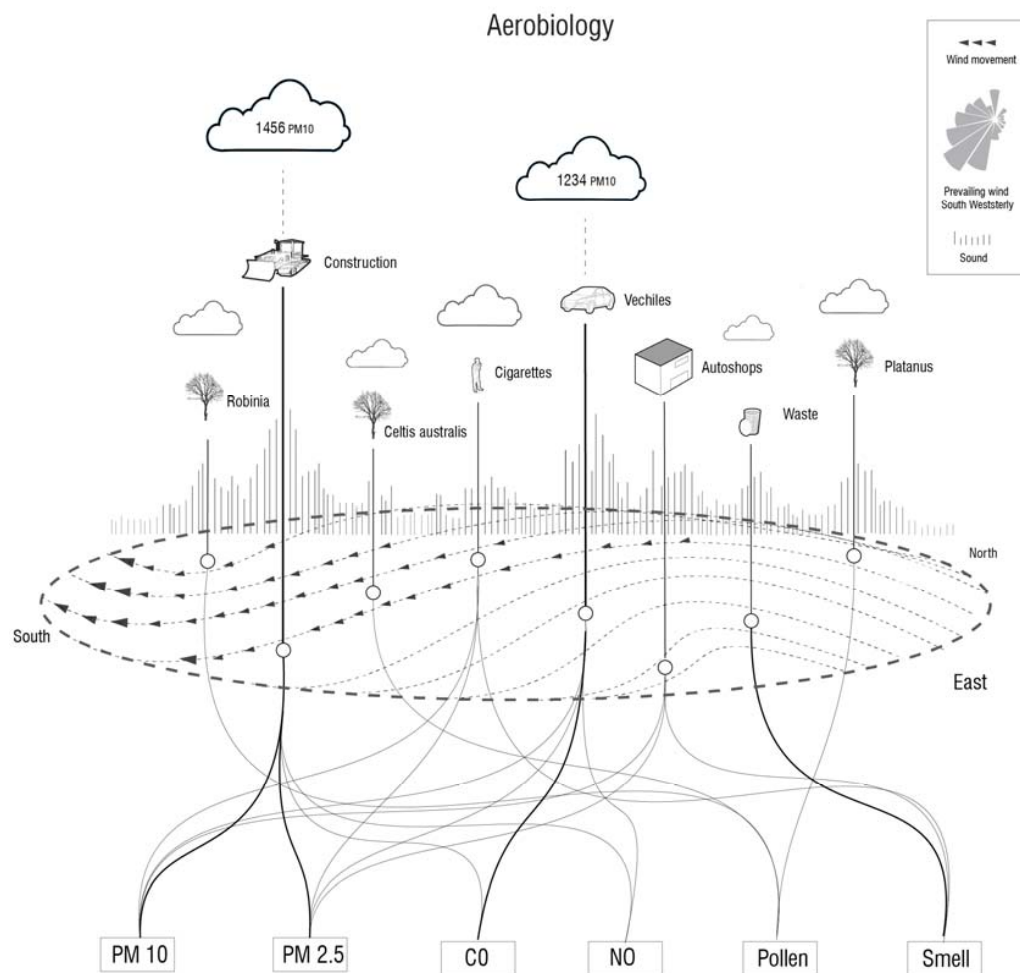 Aerobiology
Wind movement
Prevailing wind
South Weststerly
Sound
1456 PM10
1234 PM10
Construction
Vechiles
Robinia
Celtis australis
Cigarettes
Autoshops
Waste
Platanus
North
South
East
PM 10
PM 2.5
C0
NO
Pollen
Smell